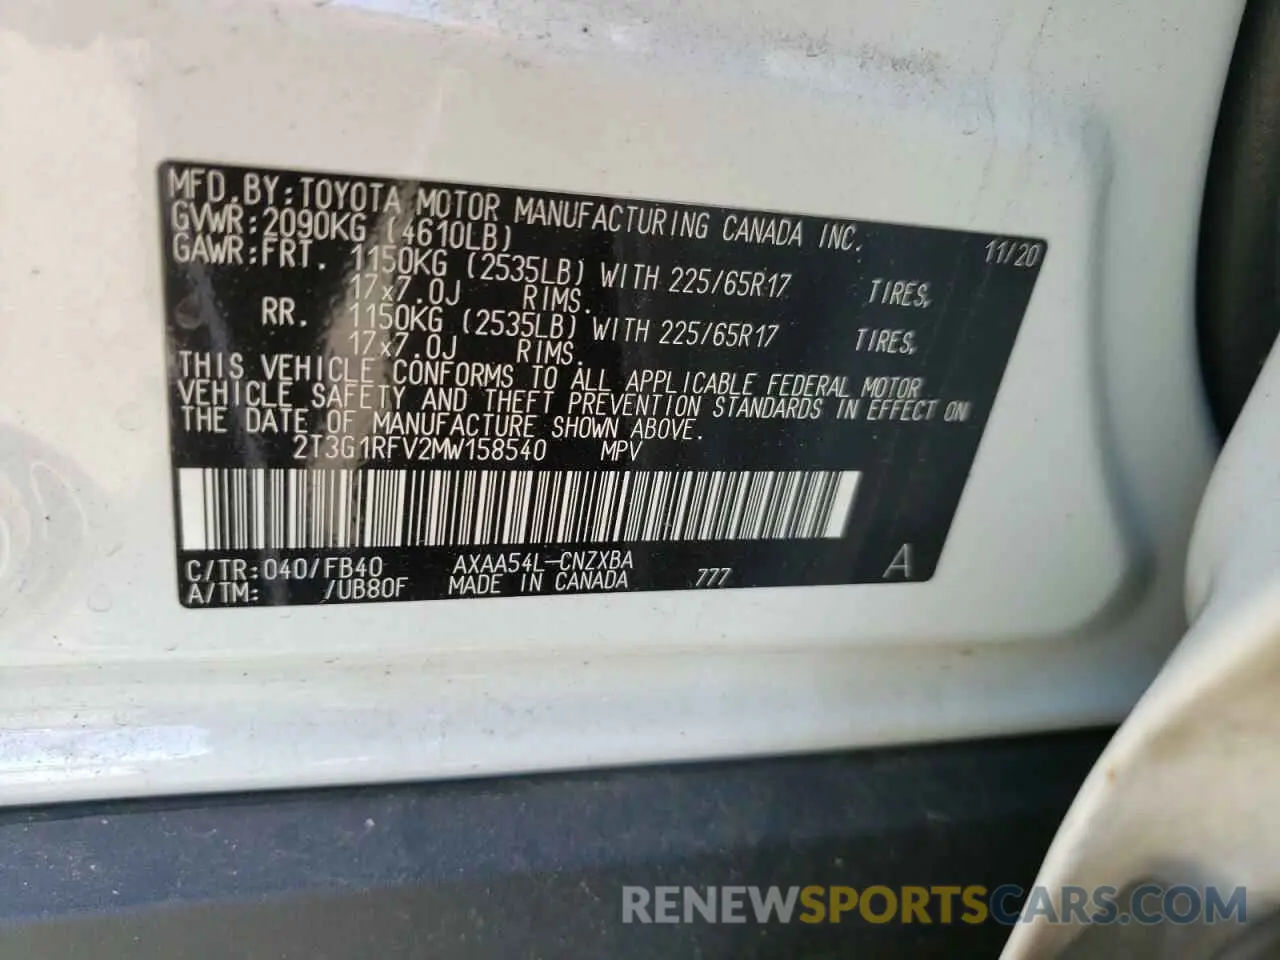 MFD.BY:TOYOTA MOTOR MANUFACTURING CANADA INC.
GVWR:2090KG (4610LB) 11/20
GAWR:FRT. 1150KG (2535LB) WITH 225/65R17 TIRES,
17x7.0J RIMS.
RR. 1150KG (2535LB) WITH 225/65R17 TIRES,
17x7.0J RIMS.
THIS VEHICLE CONFORMS TO ALL APPLICABLE FEDERAL MOTOR
VEHICLE SAFETY AND THEFT PREVENTION STANDARDS IN EFFECT ON
THE DATE OF MANUFACTURE SHOWN ABOVE.
2T3G1RFV2MW158540 MPV
C/TR:040/FB40 AXAA54L-CNZXBA
A/TM: /UB80F MADE IN CANADA 777 A
RENEWSPORTSCARS.COM